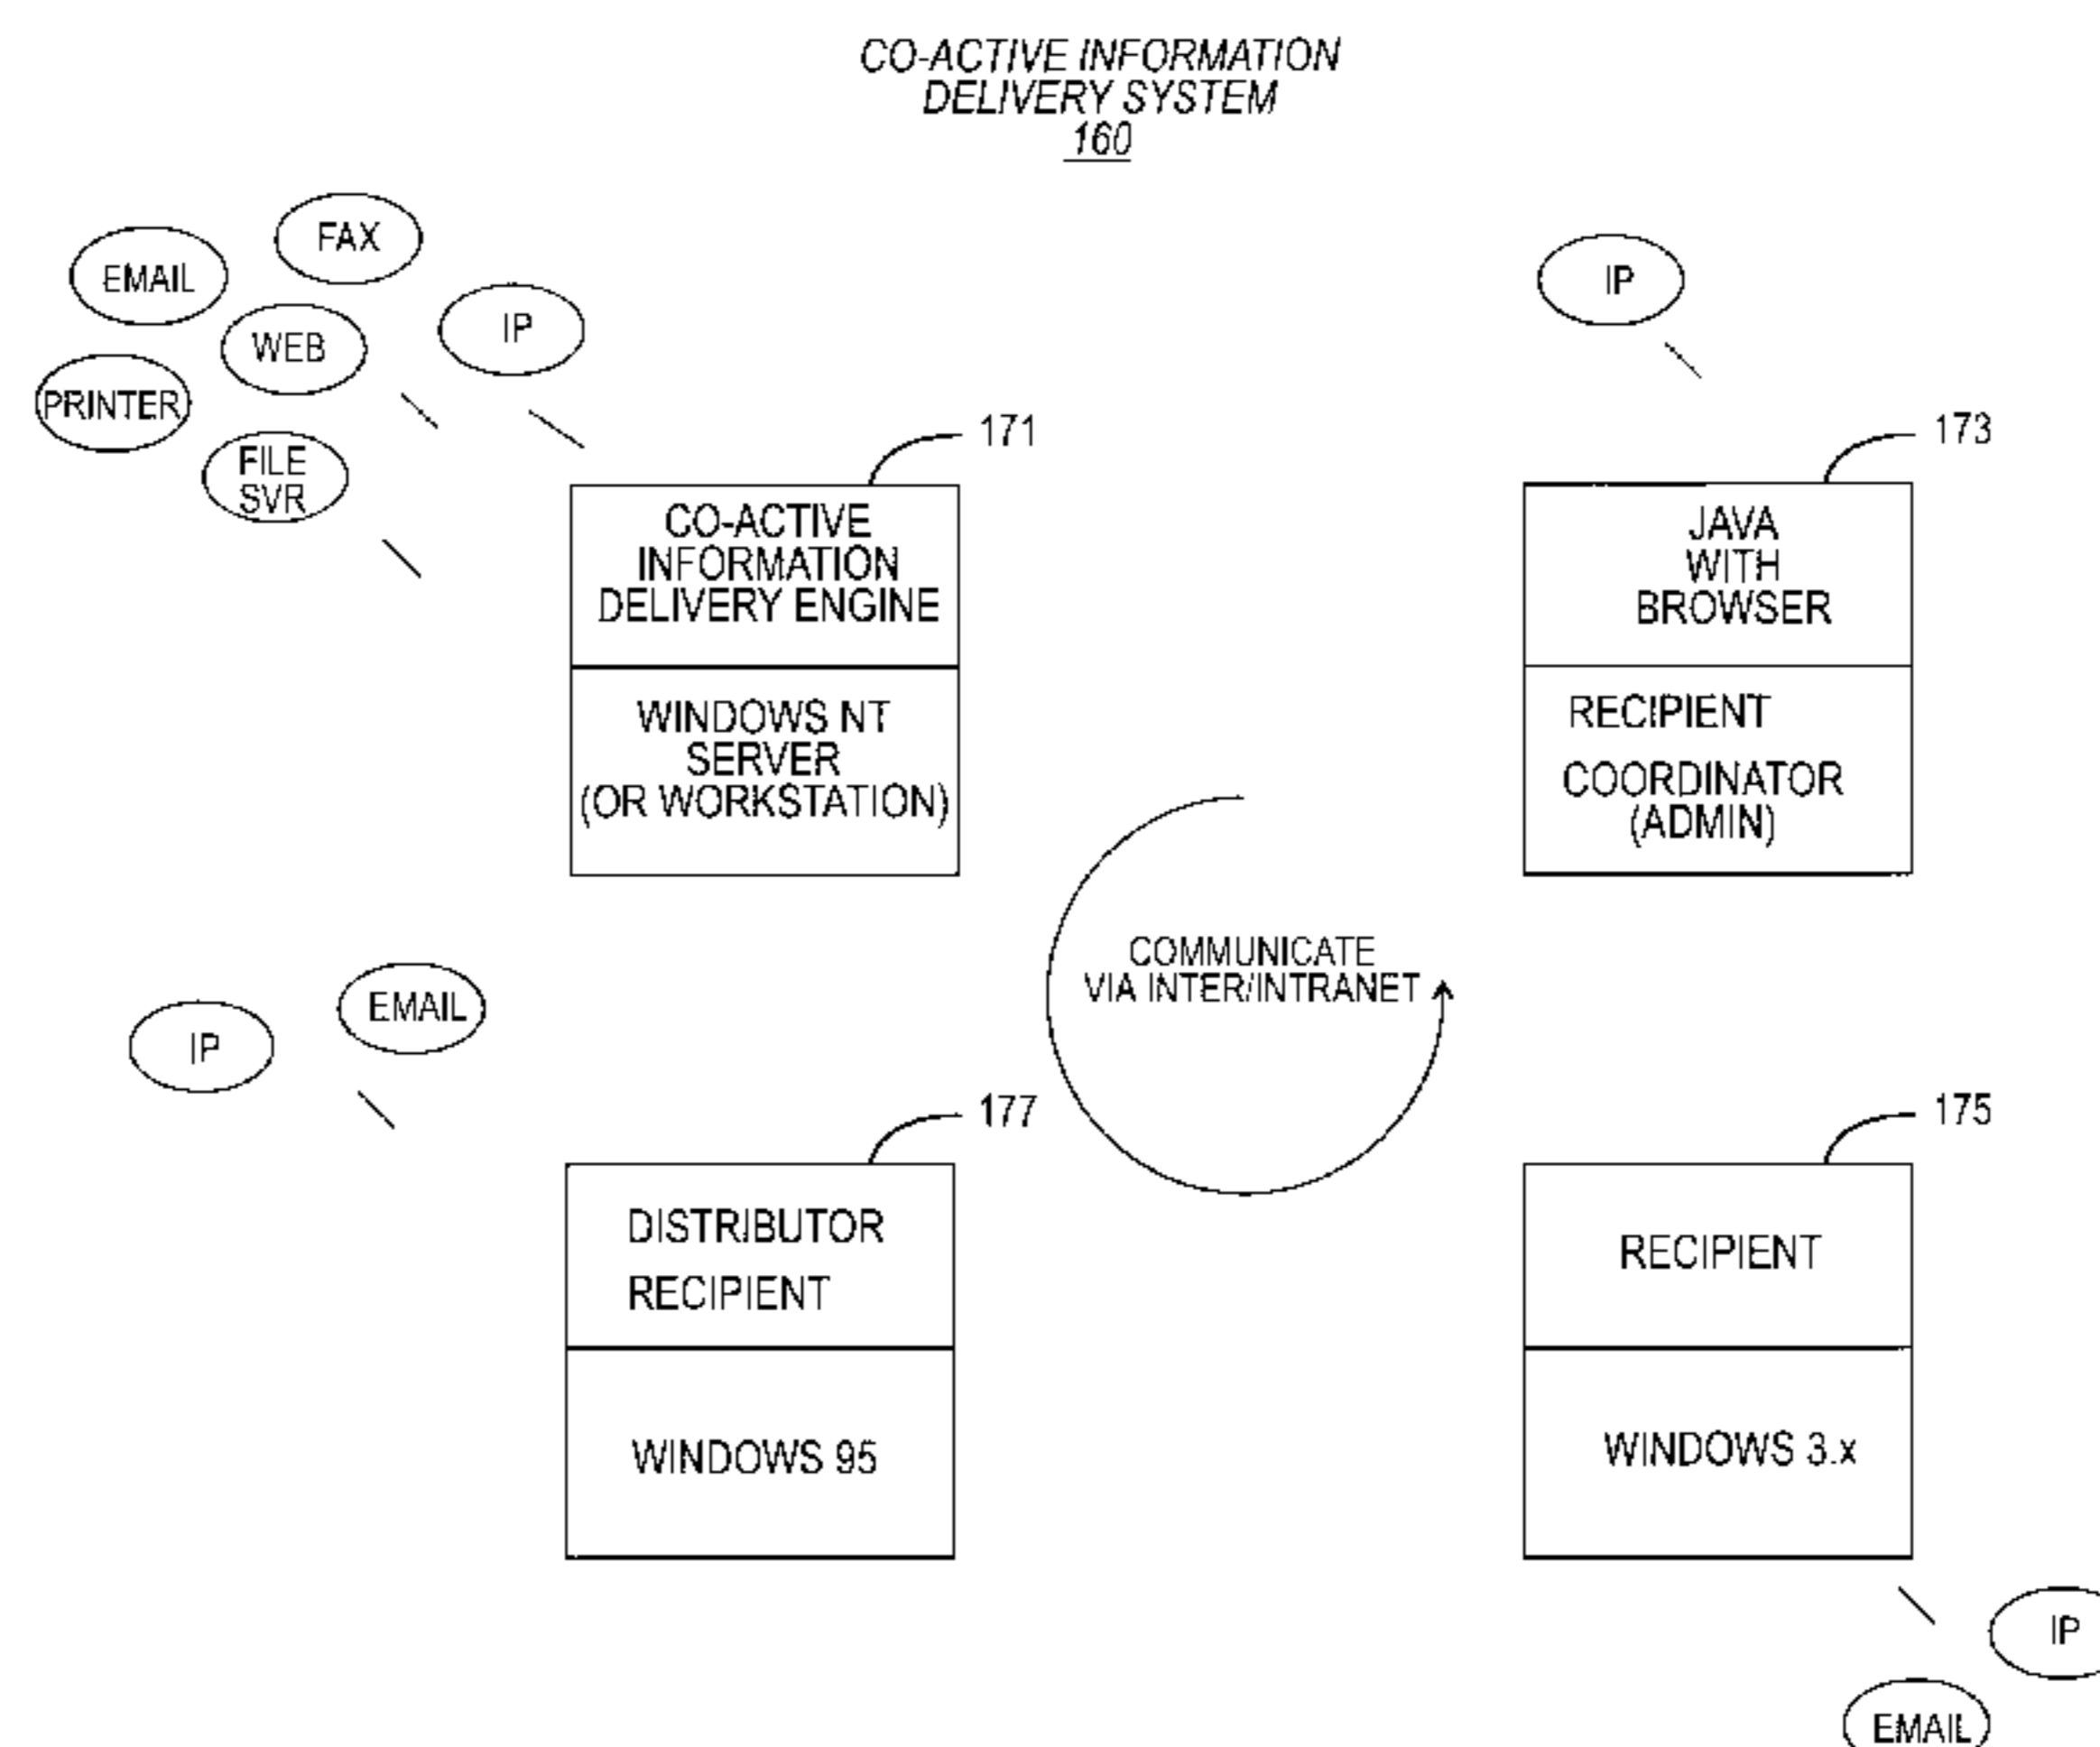 CO-ACTIVE INFORMATION
DELIVERY SYSTEM
160
FAX
EMAIL
IP
WEB
PRINTER
FILE
SVR
IP
171
CO-ACTIVE
INFORMATION
DELIVERY ENGINE
WINDOWS NT
SERVER
(OR WORKSTATION)
173
JAVA
WITH
BROWSER
RECIPIENT
COORDINATOR
(ADMIN)
COMMUNICATE
VIA INTER/INTRANET
EMAIL
IP
177
DISTRIBUTOR
RECIPIENT
WINDOWS 95
175
RECIPIENT
WINDOWS 3.x
IP
EMAIL